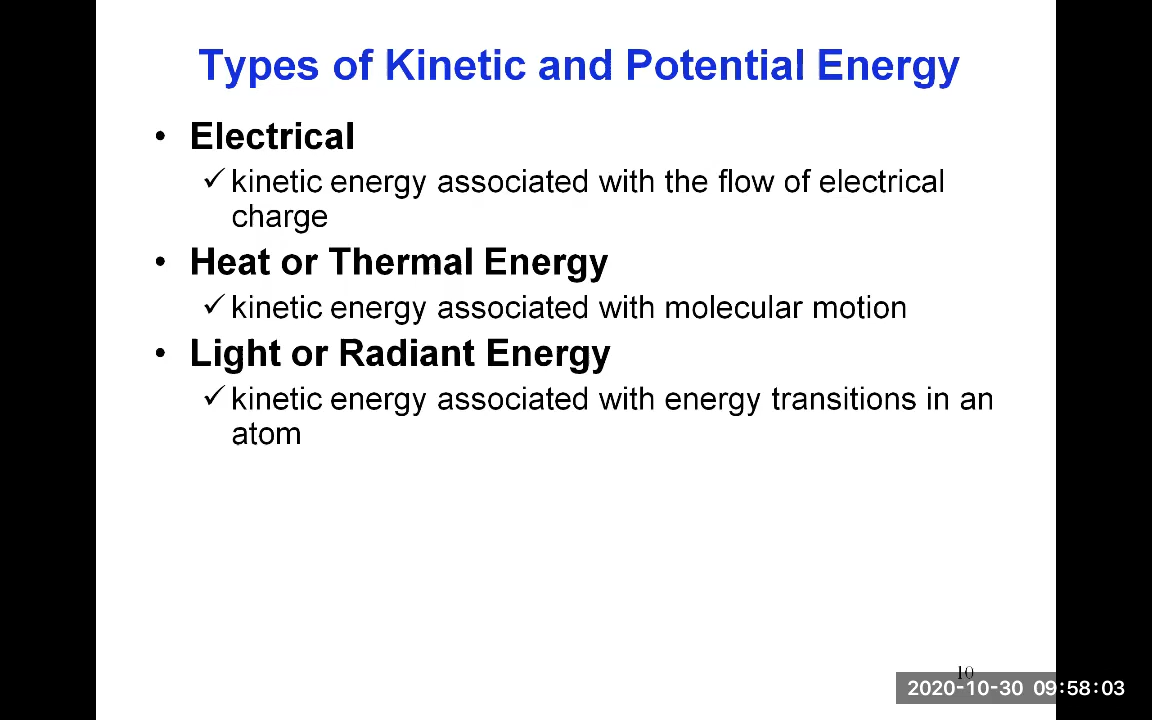 Types of Kinetic and Potential Energy
• Electrical
✓ kinetic energy associated with the flow of electrical
charge
• Heat or Thermal Energy
✓ kinetic energy associated with molecular motion
• Light or Radiant Energy
✓ kinetic energy associated with energy transitions in an
atom
10
2020-10-30 09:58:03